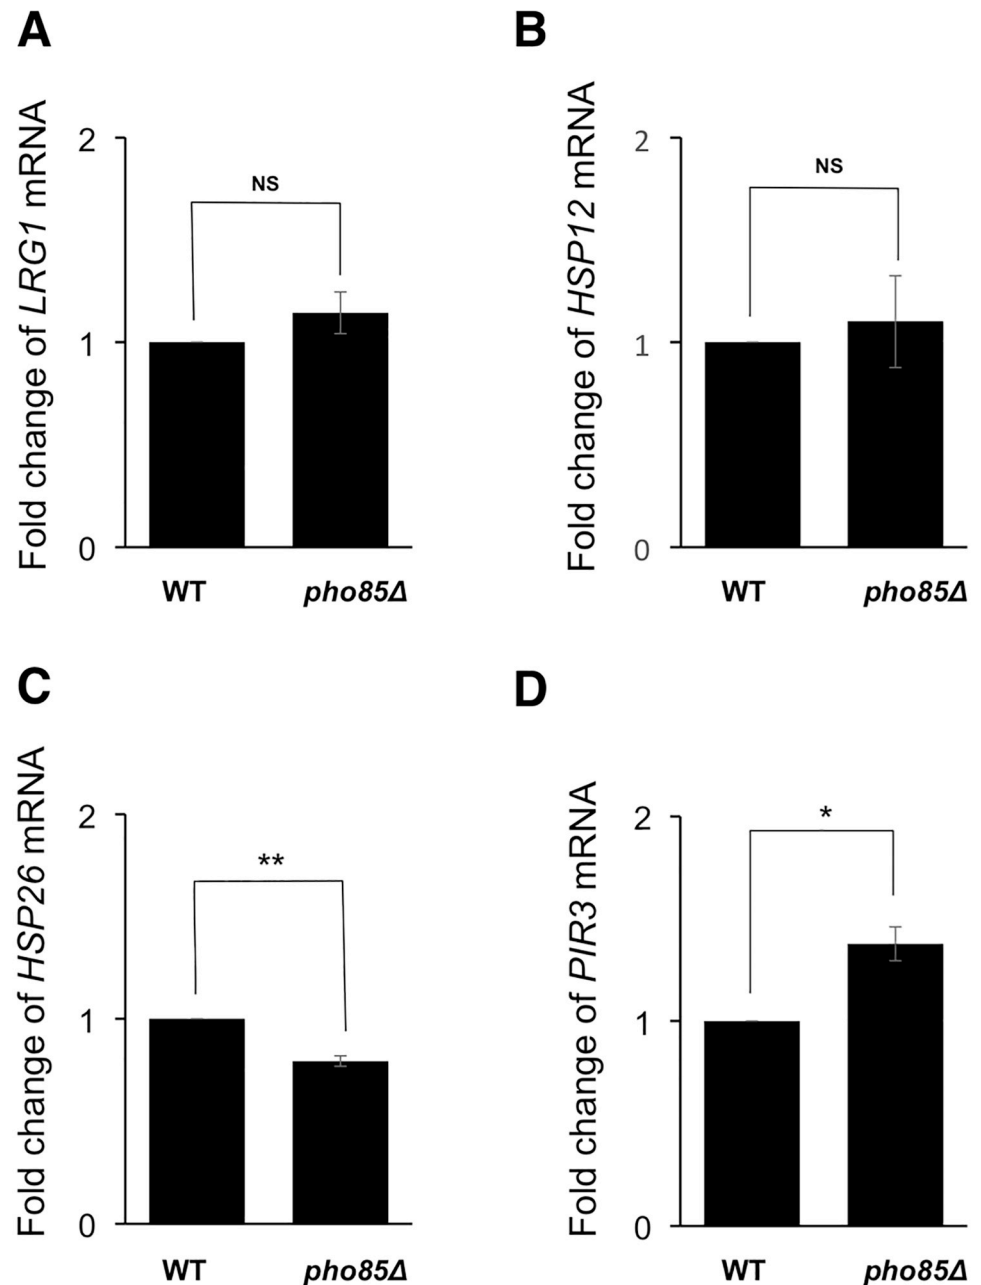 A
Fold change of LRG1 mRNA
2
1
0
NS
WT
pho85Δ
B
Fold change of HSP12 mRNA
2
1
0
NS
WT
pho85Δ
C
Fold change of HSP26 mRNA
2
1
0
**
WT
pho85Δ
D
Fold change of PIR3 mRNA
2
1
0
*
WT
pho85Δ